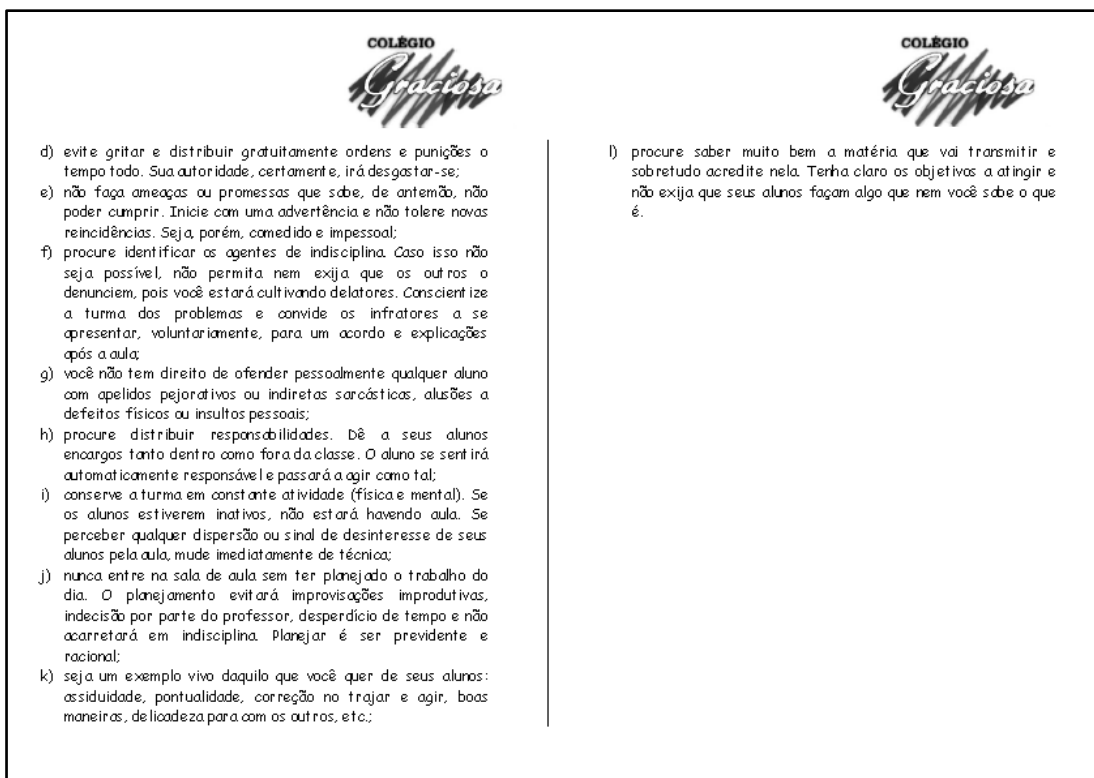 COLÉGIO
Graciosa
d) evite gritar e distribuir gratuitamente ordens e punições o
tempo todo. Sua autoridade, certamente, irá desgastar-se;
e) não faça ameaças ou promessas que sabe, de antemão, não
poder cumprir. Inicie com uma advertência e não tolere novas
reincidências. Seja, porém, comedido e impessoal;
f) procure identificar os agentes de indisciplina. Caso isso não
seja possível, não permita nem exija que os outros o
denunciem, pois você estará cultivando delatores. Conscientize
a turma dos problemas e convide os infratores a se
apresentar, voluntariamente, para um acordo e explicações
após a aula;
g) você não tem direito de ofender pessoalmente qualquer aluno
com apelidos pejorativos ou indiretas sarcásticas, alusões a
defeitos físicos ou insultos pessoais;
h) procure distribuir responsabilidades. Dê a seus alunos
encargos tanto dentro como fora da classe. O aluno se sentirá
automaticamente responsável e passará a agir como tal;
i) conserve a turma em constante atividade (física e mental). Se
os alunos estiverem inativos, não estará havendo aula. Se
perceber qualquer dispersão ou sinal de desinteresse de seus
alunos pela aula, mude imediatamente de técnica;
j) nunca entre na sala de aula sem ter planejado o trabalho do
dia. O planejamento evitará improvisações improdutivas,
indecisão por parte do professor, desperdício de tempo e não
acarretará em indisciplina. Planejar é ser previdente e
racional;
k) seja um exemplo vivo daquilo que você quer de seus alunos:
assiduidade, pontualidade, correção no trajar e agir, boas
maneiras, delicadeza para com os outros, etc.;
COLÉGIO
Graciosa
l) procure saber muito bem a matéria que vai transmitir e
sobretudo acredite nela. Tenha claro os objetivos a atingir e
não exija que seus alunos façam algo que nem você sabe o que
é.